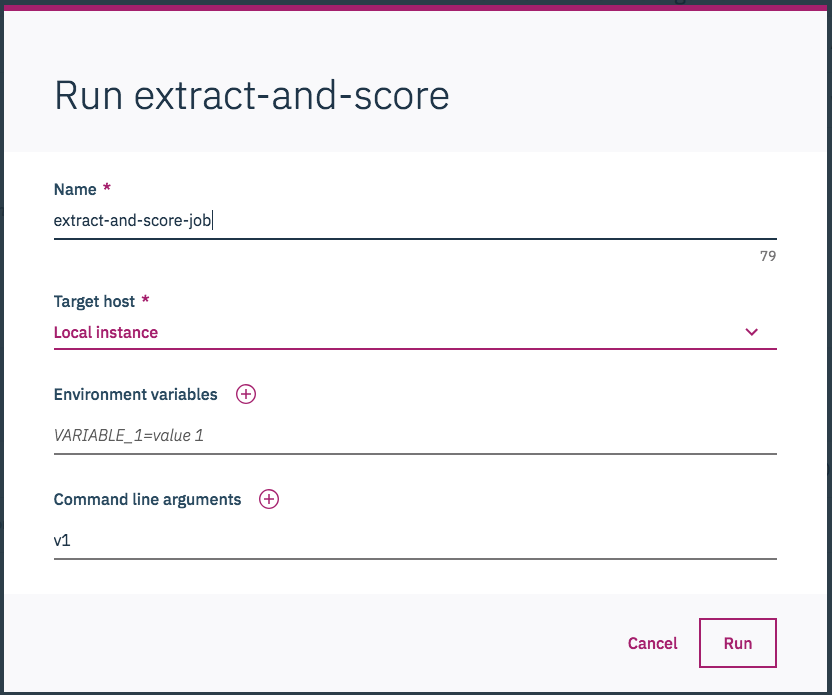 Run extract-and-score
Name *
extract-and-score-job
79
Target host *
Local instance
Environment variables
VARIABLE_1=value 1
Command line arguments
v1
Cancel Run